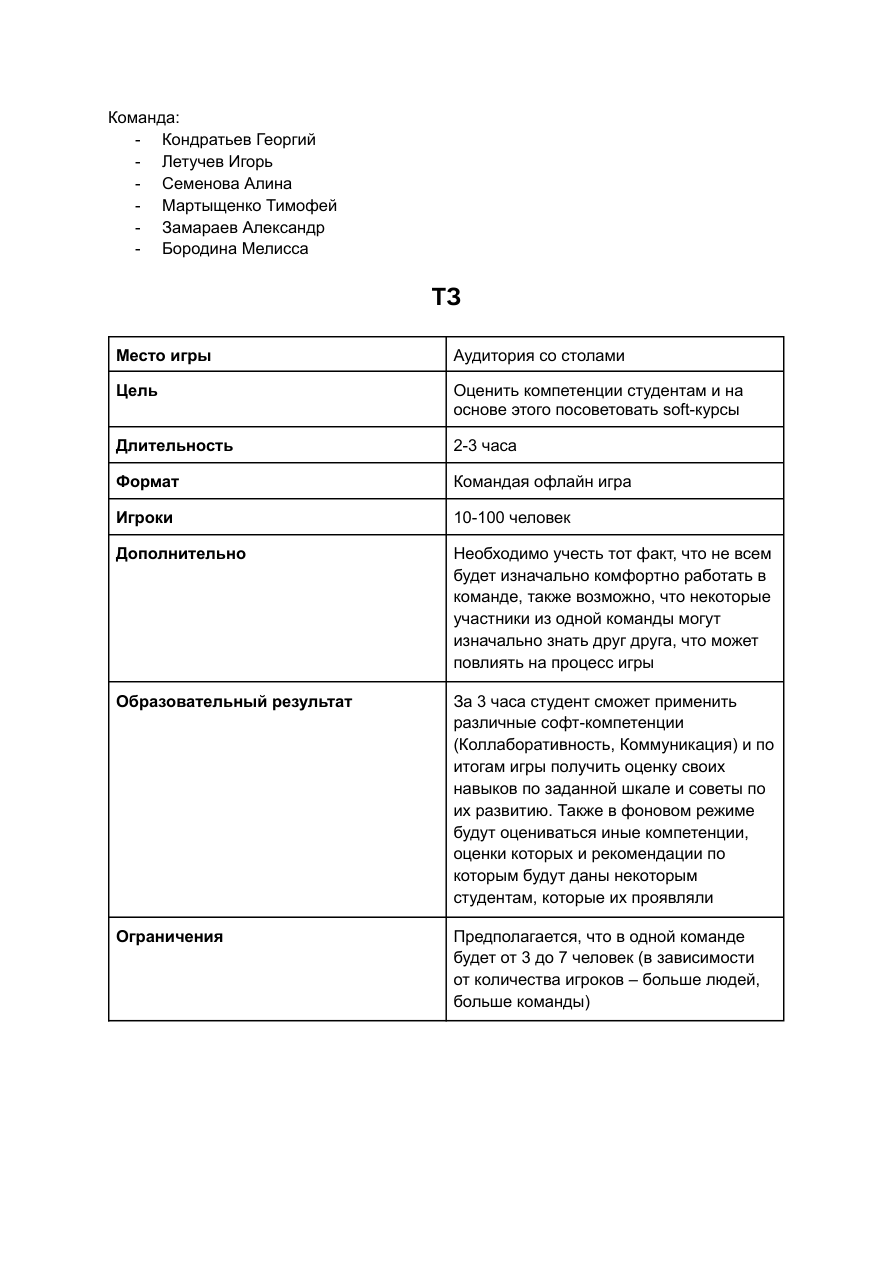 Команда:
- Кондратьев Георгий
- Летучев Игорь
- Семенова Алина
- Мартыщенко Тимофей
- Замараев Александр
- Бородина Мелисса
ТЗ
Место игры
Аудитория со столами
Цель
Оценить компетенции студентам и на
основе этого посоветовать soft-курсы
Длительность
2-3 часа
Формат
Командая офлайн игра
Игроки
10-100 человек
Дополнительно
Необходимо учесть тот факт, что не всем
будет изначально комфортно работать в
команде, также возможно, что некоторые
участники из одной команды могут
изначально знать друг друга, что может
повлиять на процесс игры
Образовательный результат
За 3 часа студент сможет применить
различные софт-компетенции
(Коллаборативность, Коммуникация) и по
итогам игры получить оценку своих
навыков по заданной шкале и советы по
их развитию. Также в фоновом режиме
будут оцениваться иные компетенции,
оценки которых и рекомендации по
которым будут даны некоторым
студентам, которые их проявляли
Ограничения
Предполагается, что в одной команде
будет от 3 до 7 человек (в зависимости
от количества игроков – больше людей,
больше команды)